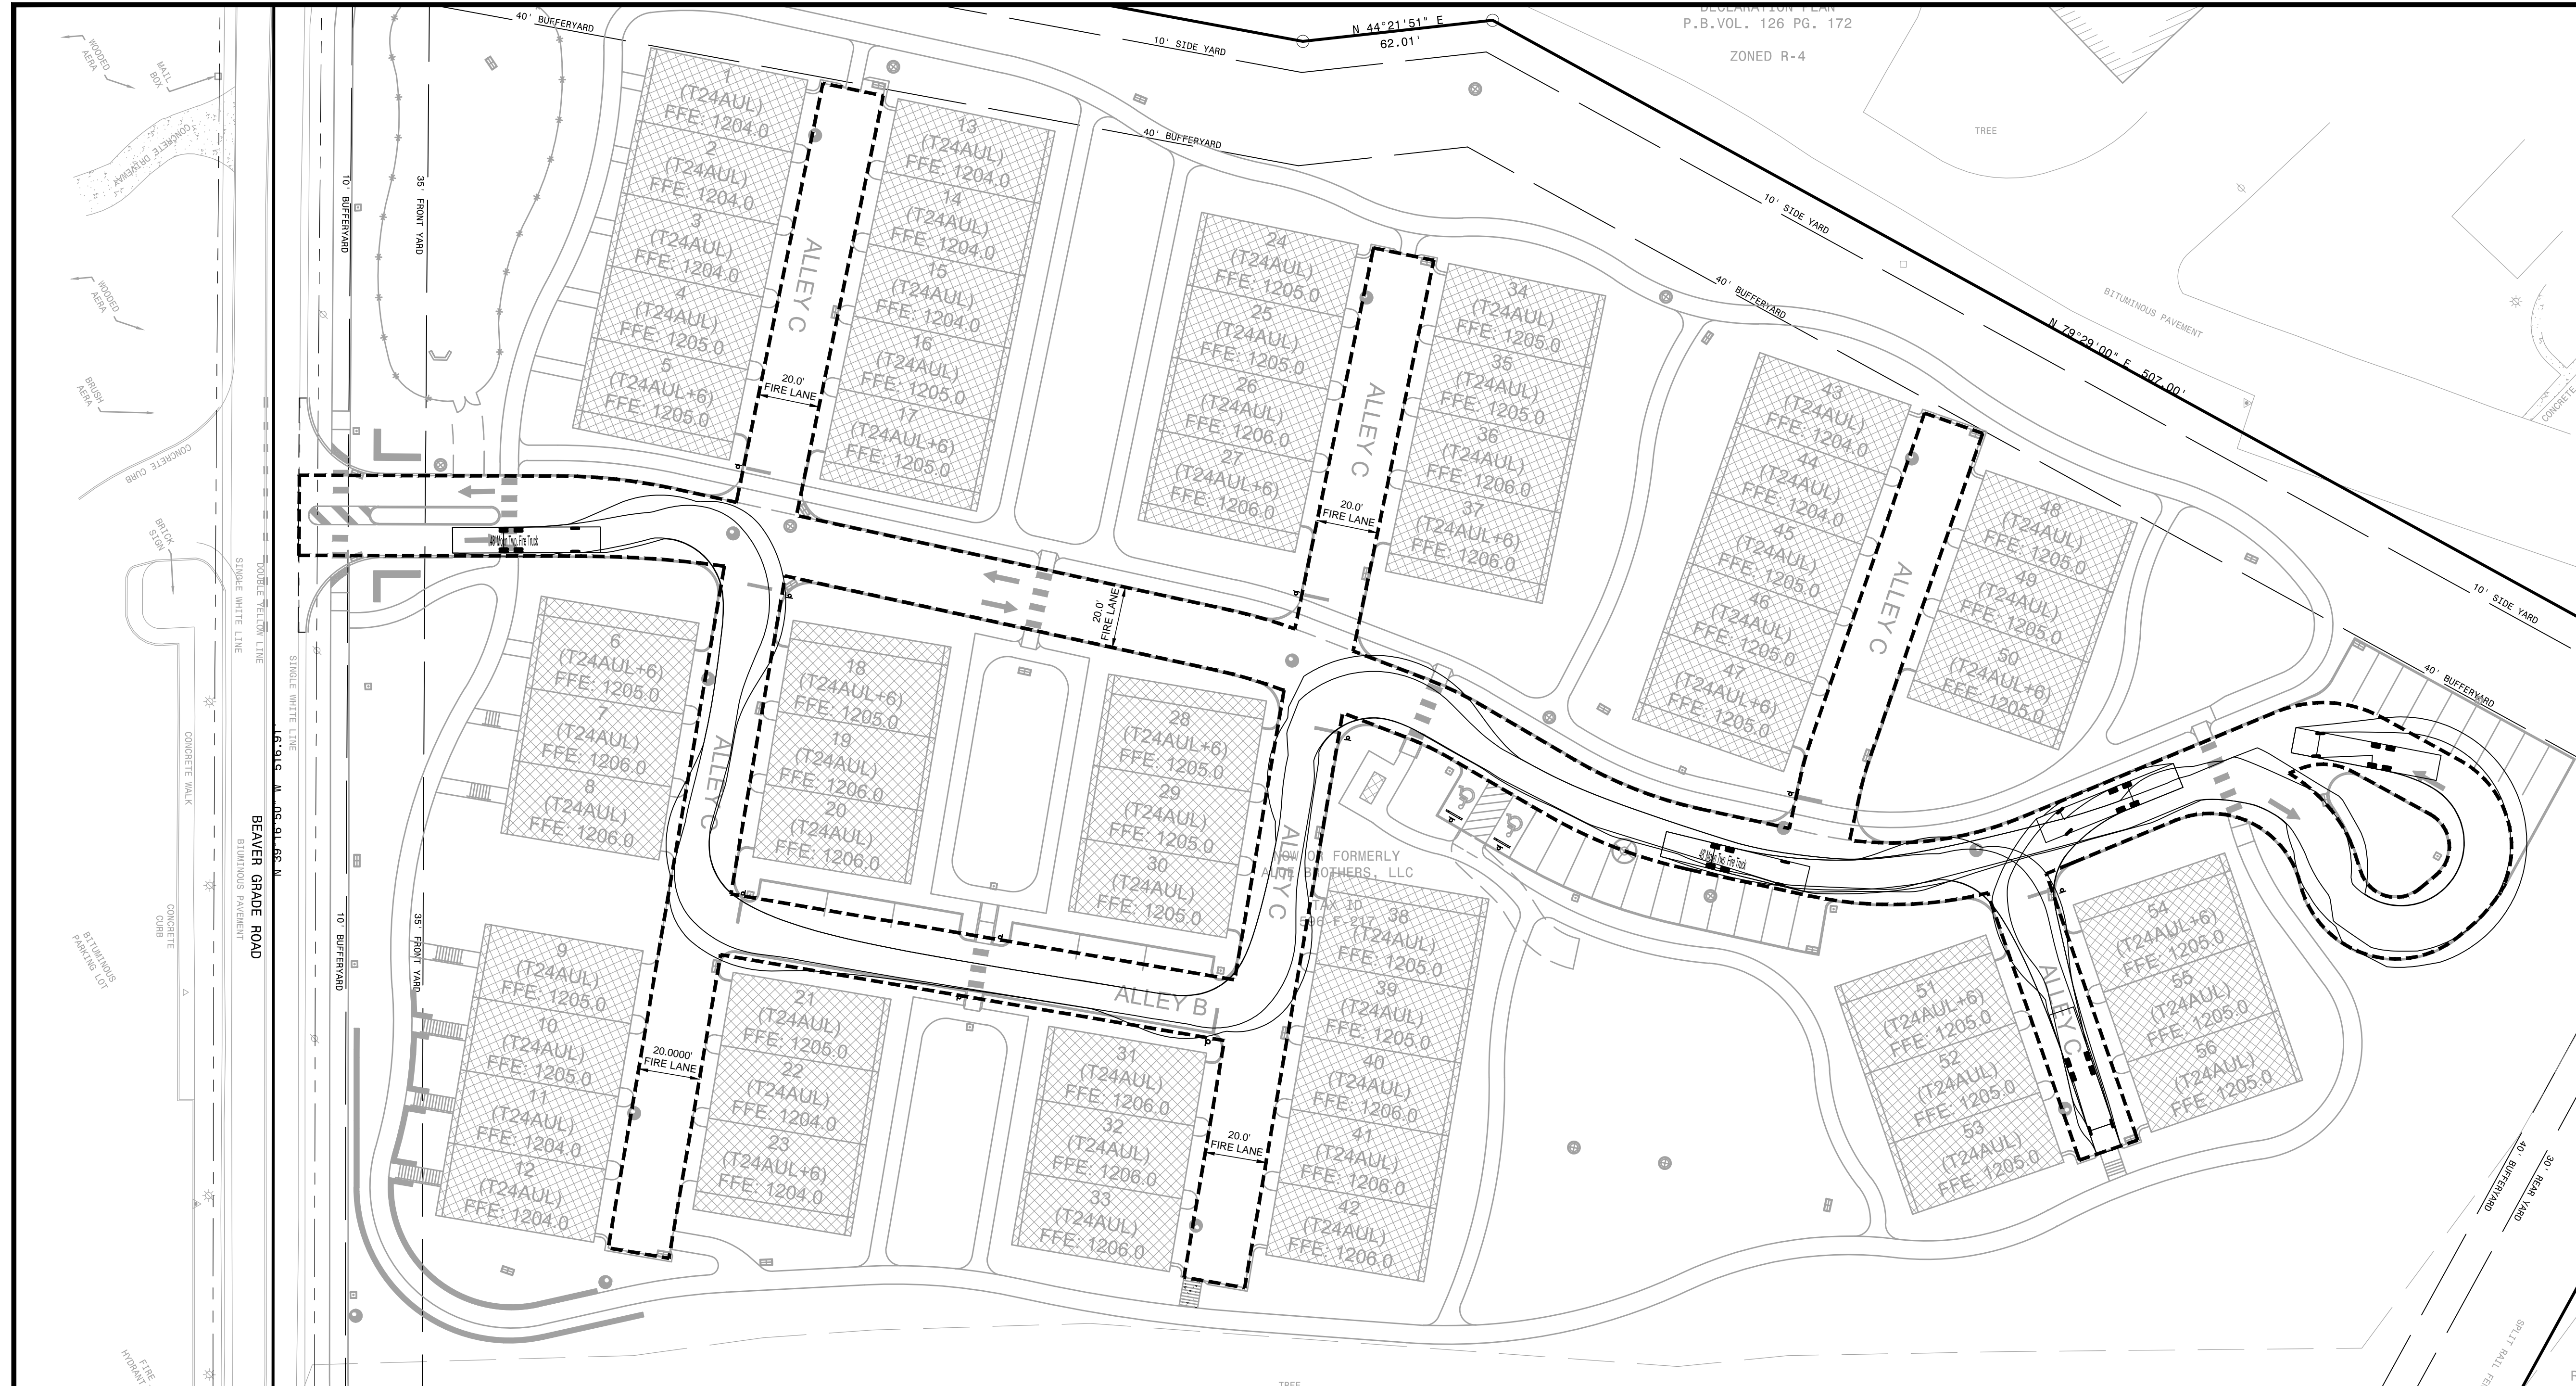 DECLARATION PLAN
P.B.VOL. 126 PG. 172
ZONED R-4
N 44°21'51" E
62.01'
40' BUFFERYARD
10' SIDE YARD
WOODED
AERA
MAIL
BOX
CONCRETE DRIVEWAY
10' BUFFERYARD
35' FRONT YARD
40' BUFFERYARD
10' SIDE YARD
TREE
40' BUFFERYARD
BITUMINOUS PAVEMENT
N 79°29'00" E 507.00'
CONCRETE
10' SIDE YARD
40' BUFFERYARD
WOODED
AERA
BRUSH
AERA
CONCRETE CURB
BRICK
SIGN
SINGLE WHITE LINE
DOUBLE YELLOW LINE
SINGLE WHITE LINE
1
(T24AUL)
FFE: 1204.0
2
(T24AUL)
FFE: 1204.0
3
(T24AUL)
FFE: 1204.0
4
(T24AUL)
FFE: 1205.0
5
(T24AUL+6)
FFE: 1205.0
ALLEY C
20.0'
FIRE LANE
13
(T24AUL)
FFE: 1204.0
14
(T24AUL)
FFE: 1204.0
15
(T24AUL)
FFE: 1204.0
16
(T24AUL)
FFE: 1205.0
17
(T24AUL+6)
FFE: 1205.0
24
(T24AUL)
FFE: 1205.0
25
(T24AUL)
FFE: 1205.0
26
(T24AUL)
FFE: 1206.0
27
(T24AUL+6)
FFE: 1206.0
ALLEY C
20.0'
FIRE LANE
34
(T24AUL)
FFE: 1205.0
35
(T24AUL)
FFE: 1205.0
36
(T24AUL)
FFE: 1206.0
37
(T24AUL+6)
FFE: 1206.0
43
(T24AUL)
FFE: 1204.0
44
(T24AUL)
FFE: 1204.0
45
(T24AUL)
FFE: 1205.0
46
(T24AUL)
FFE: 1205.0
47
(T24AUL+6)
FFE: 1205.0
ALLEY C
48
(T24AUL)
FFE: 1205.0
49
(T24AUL)
FFE: 1205.0
50
(T24AUL+6)
FFE: 1205.0
20.0'
FIRE LANE
6
(T24AUL+6)
FFE: 1205.0
7
(T24AUL)
FFE: 1206.0
8
(T24AUL)
FFE: 1206.0
ALLEY C
18
(T24AUL+6)
FFE: 1205.0
19
(T24AUL)
FFE: 1206.0
20
(T24AUL)
FFE: 1206.0
28
(T24AUL+6)
FFE: 1205.0
29
(T24AUL)
FFE: 1205.0
30
(T24AUL)
FFE: 1205.0
ALLEY C
NOW OR FORMERLY
ALOE BROTHERS, LLC
TAX ID
596-F-217
38
(T24AUL)
FFE: 1205.0
39
(T24AUL)
FFE: 1205.0
40
(T24AUL)
FFE: 1206.0
41
(T24AUL)
FFE: 1206.0
42
(T24AUL)
FFE: 1206.0
ALLEY B
9
(T24AUL)
FFE: 1205.0
10
(T24AUL)
FFE: 1205.0
11
(T24AUL)
FFE: 1204.0
12
(T24AUL)
FFE: 1204.0
20.0000'
FIRE LANE
21
(T24AUL)
FFE: 1205.0
22
(T24AUL)
FFE: 1204.0
23
(T24AUL+6)
FFE: 1204.0
31
(T24AUL)
FFE: 1206.0
32
(T24AUL)
FFE: 1206.0
33
(T24AUL)
FFE: 1206.0
20.0'
FIRE LANE
51
(T24AUL+6)
FFE: 1205.0
52
(T24AUL)
FFE: 1205.0
53
(T24AUL)
FFE: 1205.0
ALLEY C
54
(T24AUL+6)
FFE: 1205.0
55
(T24AUL)
FFE: 1205.0
56
(T24AUL)
FFE: 1205.0
CONCRETE WALK
BEAVER GRADE ROAD
BIUMINOUS PAVEMENT
CONCRETE
CURB
BITUMINOUS
PARKING LOT
10' BUFFERYARD
35' FRONT YARD
FIRE
HYDRANT
40' BUFFERYARD
30' REAR YARD
SPLIT RAIL
TREE